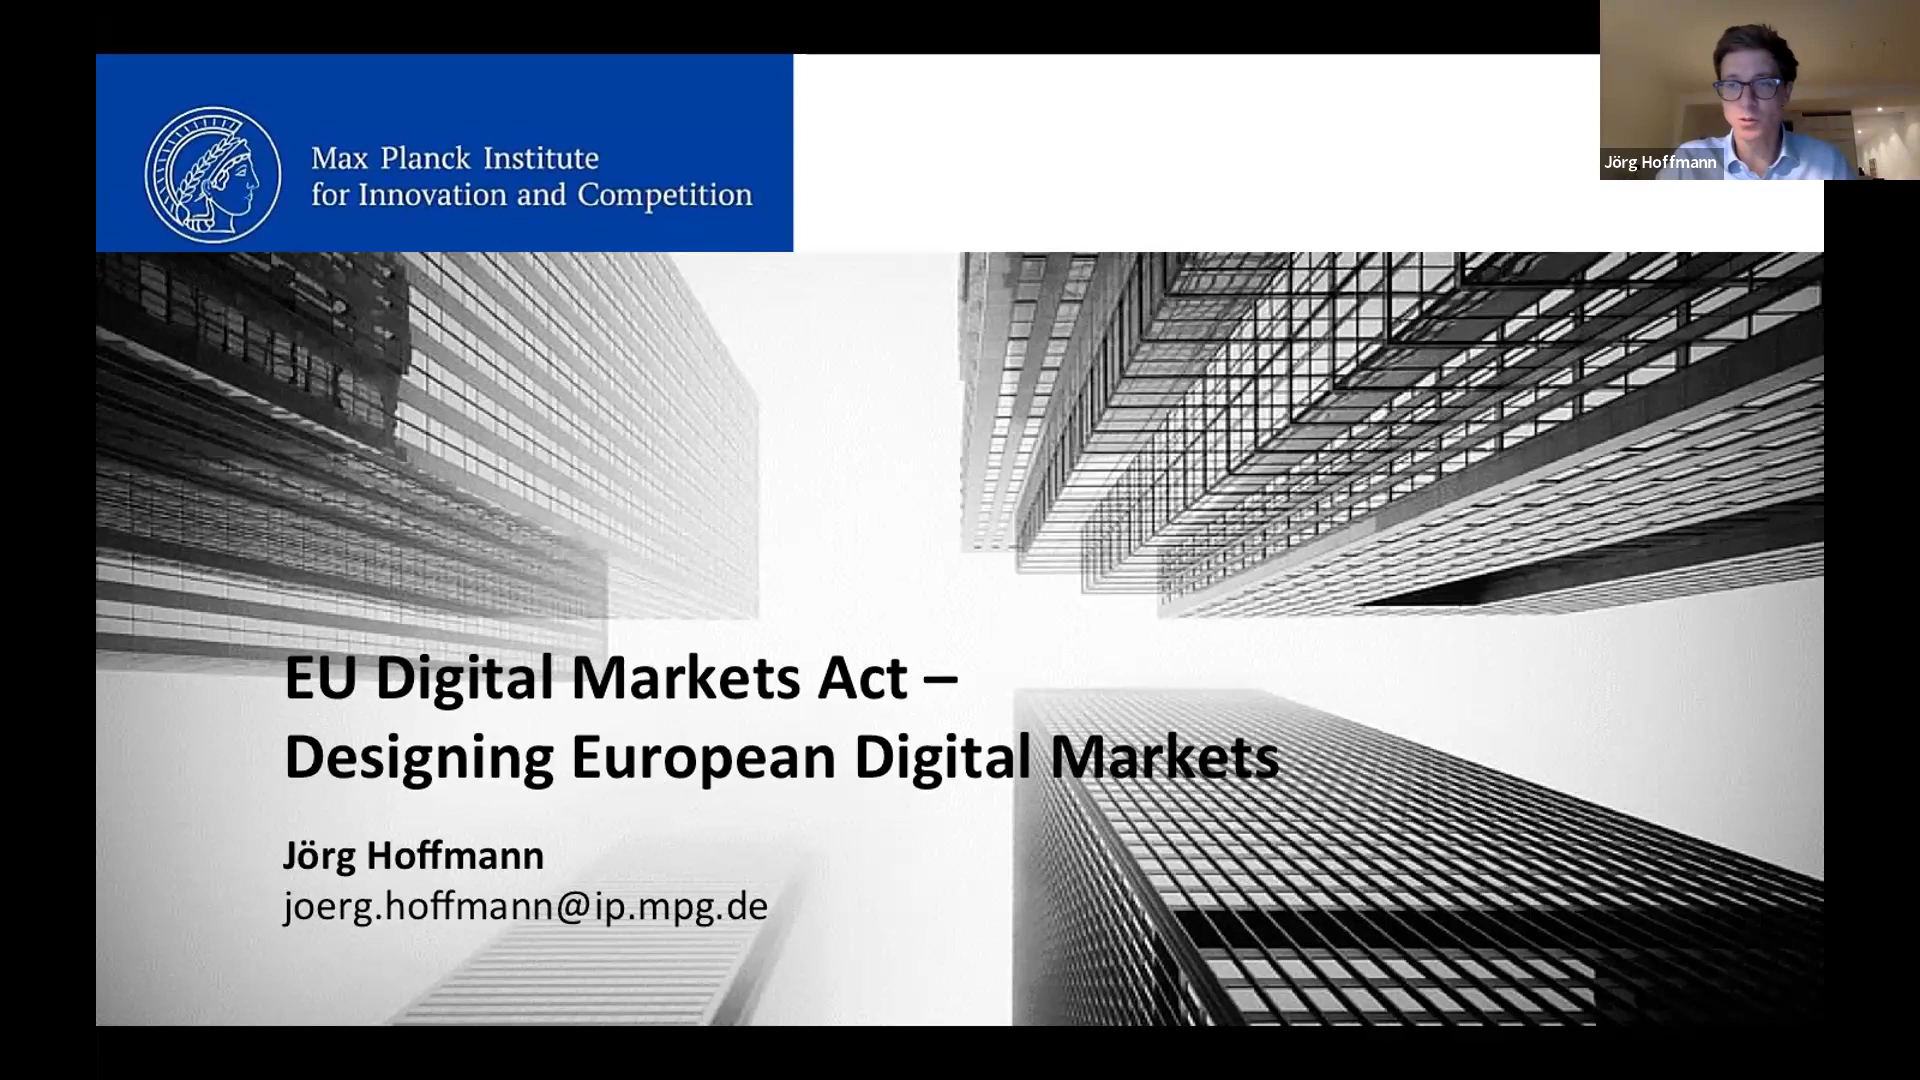 Max Planck Institute
for Innovation and Competition
Jörg Hoffmann
EU Digital Markets Act –
Designing European Digital Markets
Jörg Hoffmann
joerg.hoffmann@ip.mpg.de